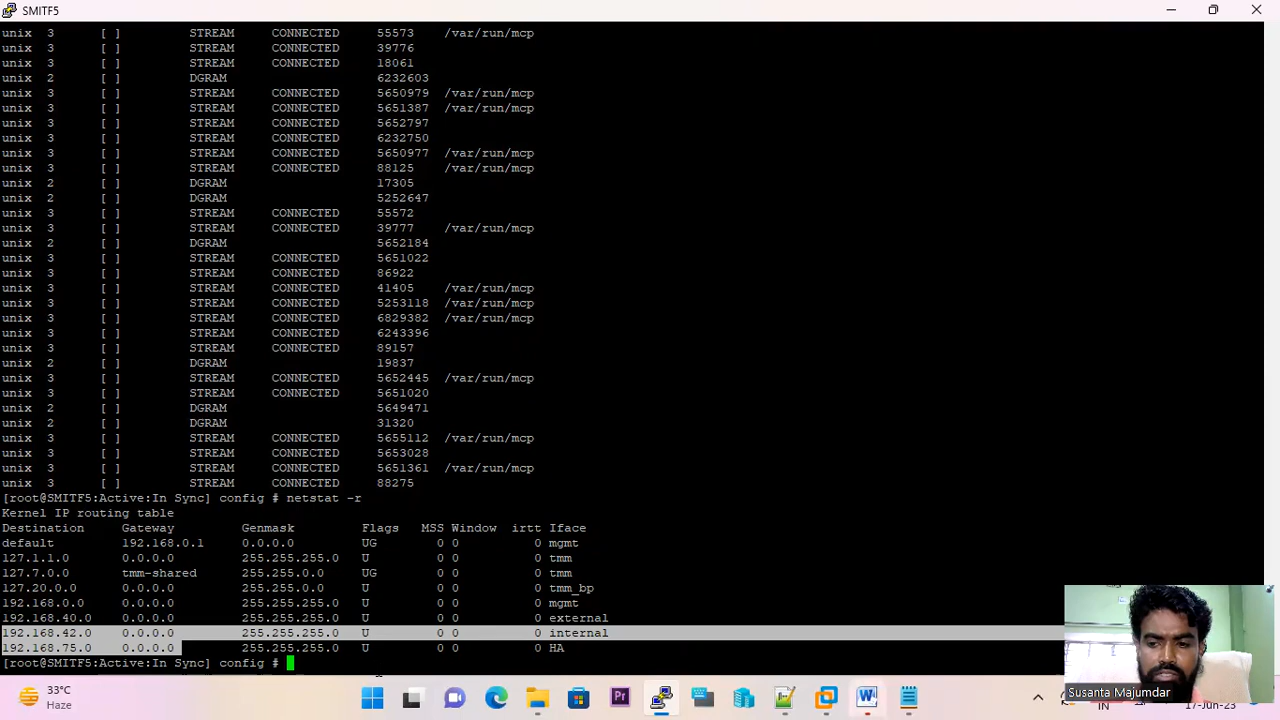 SMITF5
unix 3 [ ] STREAM CONNECTED 55573 /var/run/mcp
unix 3 [ ] STREAM CONNECTED 39776
unix 3 [ ] STREAM CONNECTED 18061
unix 2 [ ] DGRAM 6232603
unix 3 [ ] STREAM CONNECTED 5650979 /var/run/mcp
unix 3 [ ] STREAM CONNECTED 5651387 /var/run/mcp
unix 3 [ ] STREAM CONNECTED 5652797
unix 3 [ ] STREAM CONNECTED 6232750
unix 3 [ ] STREAM CONNECTED 5650977 /var/run/mcp
unix 3 [ ] STREAM CONNECTED 88125 /var/run/mcp
unix 2 [ ] DGRAM 17305
unix 2 [ ] DGRAM 5252647
unix 3 [ ] STREAM CONNECTED 55572
unix 3 [ ] STREAM CONNECTED 39777 /var/run/mcp
unix 2 [ ] DGRAM 5652184
unix 3 [ ] STREAM CONNECTED 5651022
unix 3 [ ] STREAM CONNECTED 86922
unix 3 [ ] STREAM CONNECTED 41405 /var/run/mcp
unix 3 [ ] STREAM CONNECTED 5253118 /var/run/mcp
unix 3 [ ] STREAM CONNECTED 6829382 /var/run/mcp
unix 3 [ ] STREAM CONNECTED 6243396
unix 3 [ ] STREAM CONNECTED 89157
unix 2 [ ] DGRAM 19837
unix 3 [ ] STREAM CONNECTED 5652445 /var/run/mcp
unix 3 [ ] STREAM CONNECTED 5651020
unix 2 [ ] DGRAM 5649471
unix 2 [ ] DGRAM 31320
unix 3 [ ] STREAM CONNECTED 5655112 /var/run/mcp
unix 3 [ ] STREAM CONNECTED 5653028
unix 3 [ ] STREAM CONNECTED 5651361 /var/run/mcp
unix 3 [ ] STREAM CONNECTED 88275
[root@SMITF5:Active:In Sync] config # netstat -r
Kernel IP routing table
Destination Gateway Genmask Flags MSS Window irtt Iface
default 192.168.0.1 0.0.0.0 UG 0 0 0 mgmt
127.1.1.0 0.0.0.0 255.255.255.0 U 0 0 0 tmm
127.7.0.0 tmm-shared 255.255.0.0 UG 0 0 0 tmm
127.20.0.0 0.0.0.0 255.255.0.0 U 0 0 0 tmm_bp
192.168.0.0 0.0.0.0 255.255.255.0 U 0 0 0 mgmt
192.168.40.0 0.0.0.0 255.255.255.0 U 0 0 0 external
192.168.42.0 0.0.0.0 255.255.255.0 U 0 0 0 internal
192.168.75.0 0.0.0.0 255.255.255.0 U 0 0 0 HA
[root@SMITF5:Active:In Sync] config #
Susanta Majumdar
33°C
Haze
Pr
W
IN
17-Jun-23